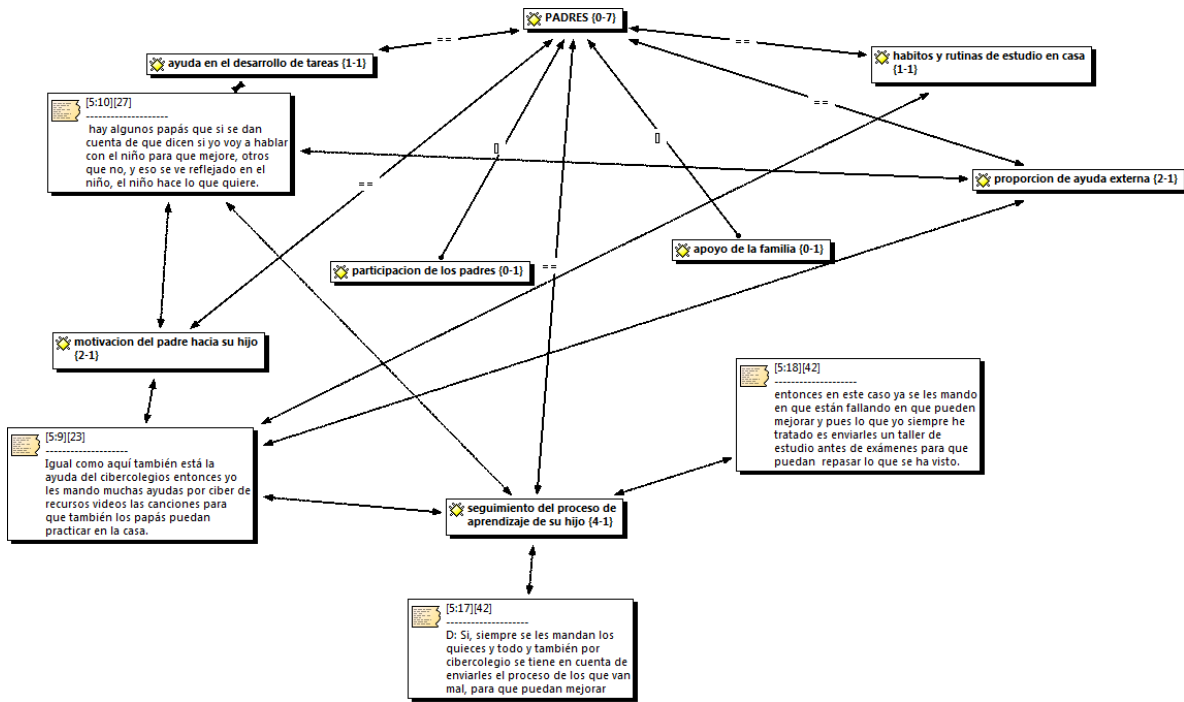 PADRES {0-7}
==
==
ayuda en el desarrollo de tareas {1-1}
habitos y rutinas de estudio en casa
{1-1}
[5:10][27]
--------------------
hay algunos papás que si se dan
cuenta de que dicen si yo voy a hablar
con el niño para que mejore, otros
que no, y eso se ve reflejado en el
niño, el niño hace lo que quiere.
==
[]
[]
==
proporcion de ayuda externa {2-1}
participacion de los padres {0-1}
==
apoyo de la familia {0-1}
motivacion del padre hacia su hijo
{2-1}
[5:18][42]
--------------------
entonces en este caso ya se les mando
en que están fallando en que pueden
mejorar y pues lo que yo siempre he
tratado es enviarles un taller de
estudio antes de exámenes para que
puedan repasar lo que se ha visto.
[5:9][23]
--------------------
Igual como aquí también está la
ayuda del cibercolegios entonces yo
les mando muchas ayudas por ciber de
recursos videos las canciones para
que también los papás puedan
practicar en la casa.
seguimiento del proceso de
aprendizaje de su hijo {4-1}
[5:17][42]
--------------------
D: Si, siempre se les mandan los
quieces y todo y también por
cibercolegio se tiene en cuenta de
enviarles el proceso de los que van
mal, para que puedan mejorar